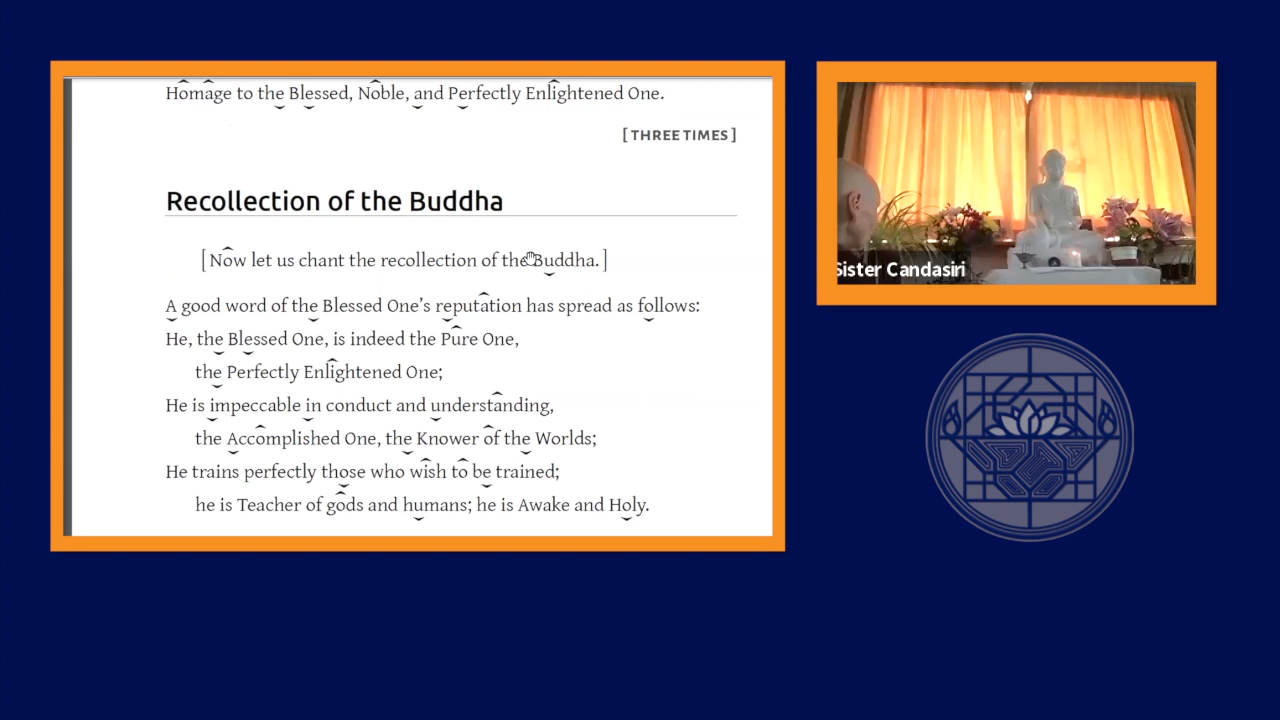 Homage to the Blessed, Noble, and Perfectly Enlightened One.
[ THREE TIMES ]
Recollection of the Buddha
[ Now let us chant the recollection of the Buddha. ]
A good word of the Blessed One's reputation has spread as follows:
He, the Blessed One, is indeed the Pure One,
the Perfectly Enlightened One;
He is impeccable in conduct and understanding,
the Accomplished One, the Knower of the Worlds;
He trains perfectly those who wish to be trained;
he is Teacher of gods and humans; he is Awake and Holy.
Sister Candasiri